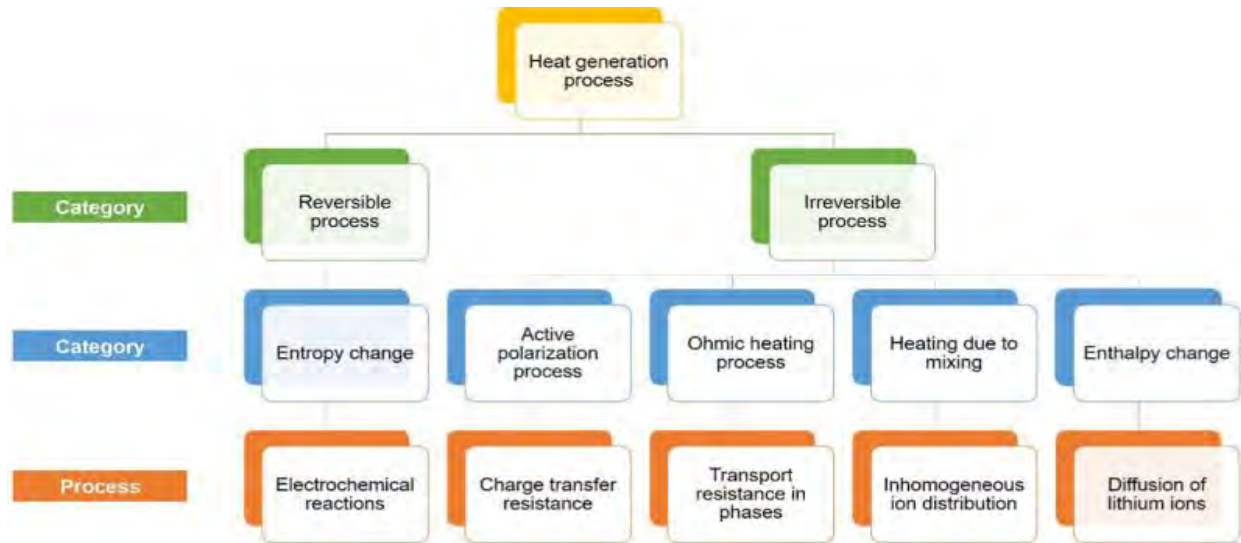 Heat generation
process
Category
Reversible
process
Irreversible
process
Category
Entropy change
Active
polarization
process
Ohmic heating
process
Heating due to
mixing
Enthalpy change
Process
Electrochemical
reactions
Charge transfer
resistance
Transport
resistance in
phases
Inhomogeneous
ion distribution
Diffusion of
lithium ions